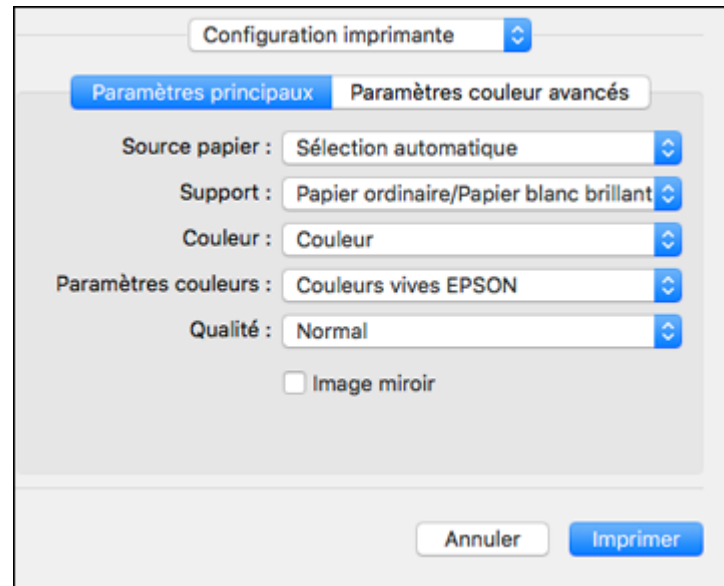 Configuration imprimante
Paramètres principaux Paramètres couleur avancés
Source papier : Sélection automatique
Support : Papier ordinaire/Papier blanc brillant
Couleur : Couleur
Paramètres couleurs : Couleurs vives EPSON
Qualité : Normal
Image miroir
Annuler Imprimer